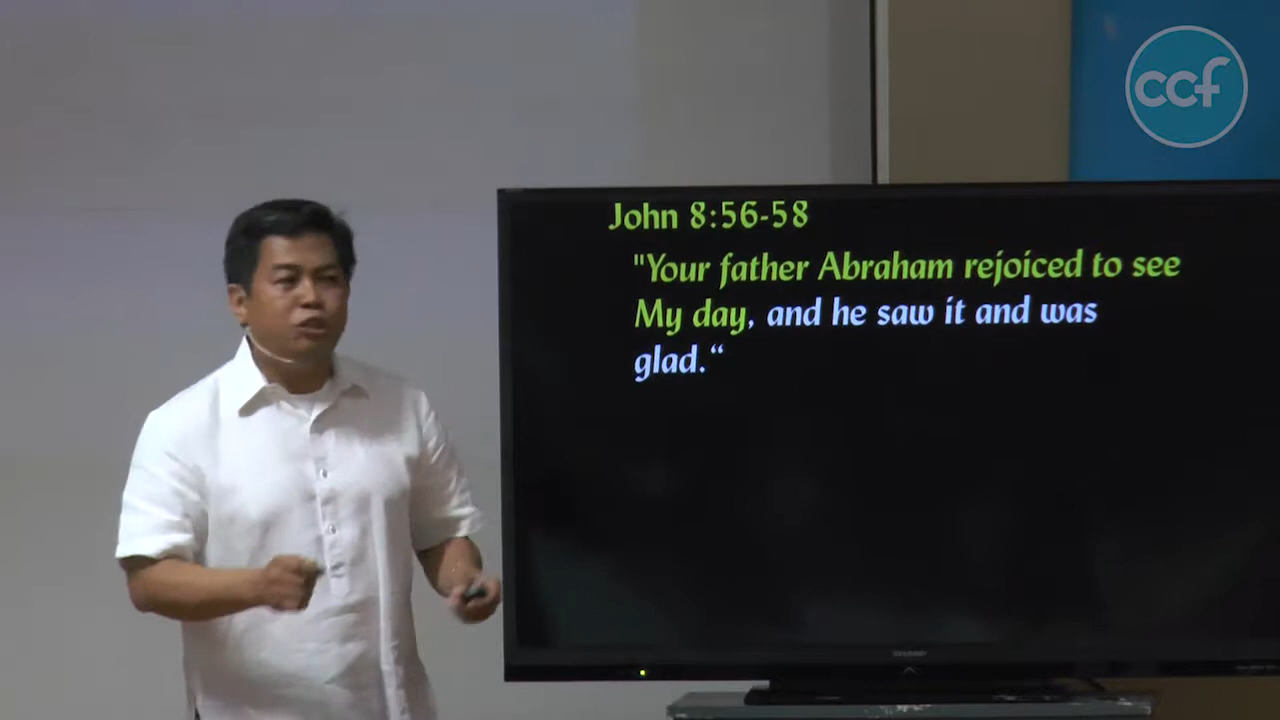 ccf
John 8:56-58
"Your father Abraham rejoiced to see
My day, and he saw it and was
glad.“
SHARP